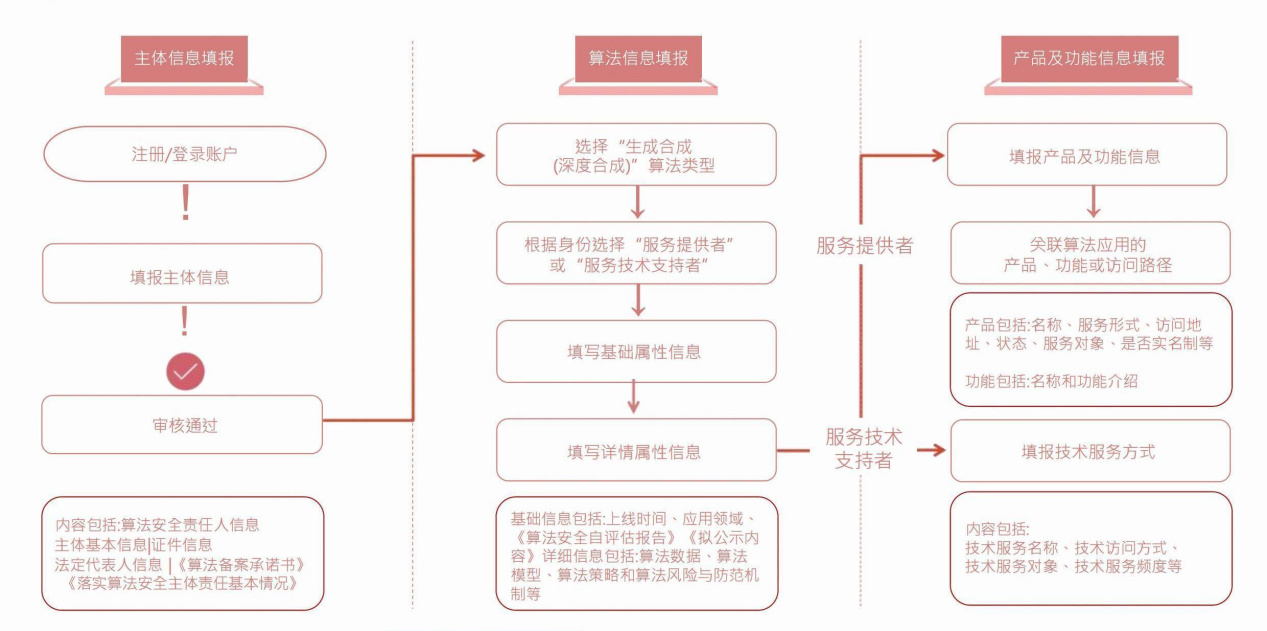 主体信息填报
注册/登录账户
!
填报主体信息
!
审核通过
内容包括:算法安全责任人信息
主体基本信息|证件信息
法定代表人信息 |《算法备案承诺书》
《落实算法安全主体责任基本情况》
算法信息填报
选择“生成合成
(深度合成)”算法类型
根据身份选择“服务提供者”
或“服务技术支持者”
填写基础属性信息
填写详情属性信息
基础信息包括:上线时间、应用领域、
《算法安全自评估报告》《拟公示内
容》详细信息包括:算法数据、算法
模型、算法策略和算法风险与防范机
制等
服务提供者
服务技术
支持者
产品及功能信息填报
填报产品及功能信息
关联算法应用的
产品、功能或访问路径
产品包括:名称、服务形式、访问地
址、状态、服务对象、是否实名制等
功能包括:名称和功能介绍
填报技术服务方式
内容包括:
技术服务名称、技术访问方式、
技术服务对象、技术服务频度等